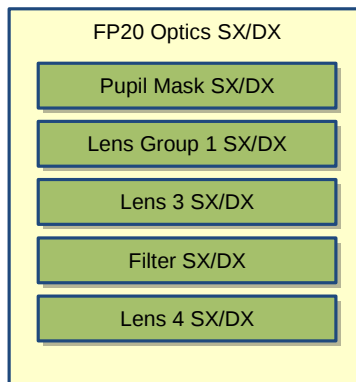 FP20 Optics SX/DX
Pupil Mask SX/DX
Lens Group 1 SX/DX
Lens 3 SX/DX
Filter SX/DX
Lens 4 SX/DX